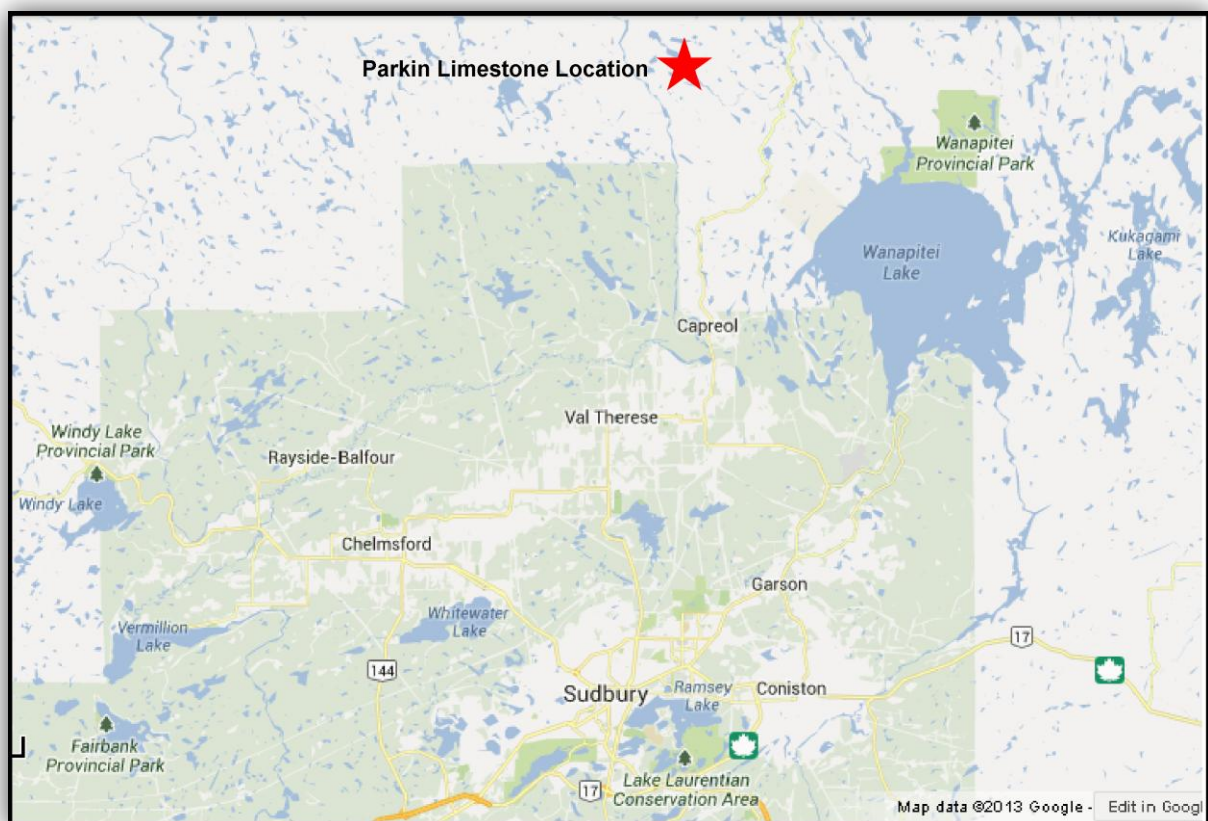 Parkin Limestone Location
Wanapitei
Provincial Park
Wanapitei
Lake
Kukagami
Lake
Capreol
Val Therese
Windy Lake
Provincial Park
Rayside-Balfour
Windy Lake
Chelmsford
Garson
Whitewater
Lake
Vermillion
Lake
17
144
Sudbury
Ramsey
Lake
Coniston
Fairbank
Provincial Park
17
Lake Laurentian
Conservation Area
Map data ©2013 Google - Edit in Googl